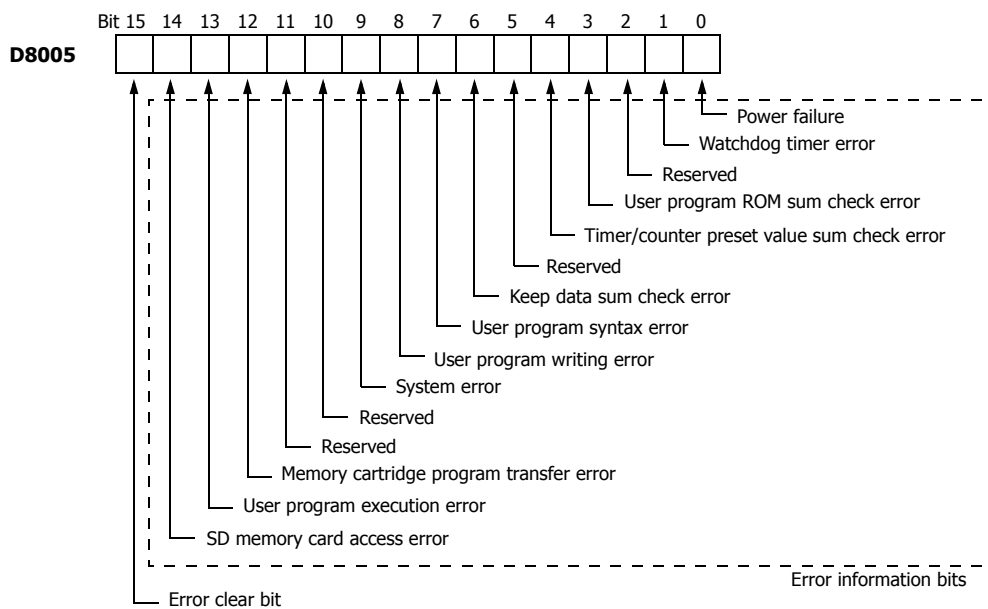 Bit 15 14 13 12 11 10 9 8 7 6 5 4 3 2 1 0
D8005
Power failure
Watchdog timer error
Reserved
User program ROM sum check error
Timer/counter preset value sum check error
Reserved
Keep data sum check error
User program syntax error
User program writing error
System error
Reserved
Reserved
Memory cartridge program transfer error
User program execution error
SD memory card access error
Error information bits
Error clear bit